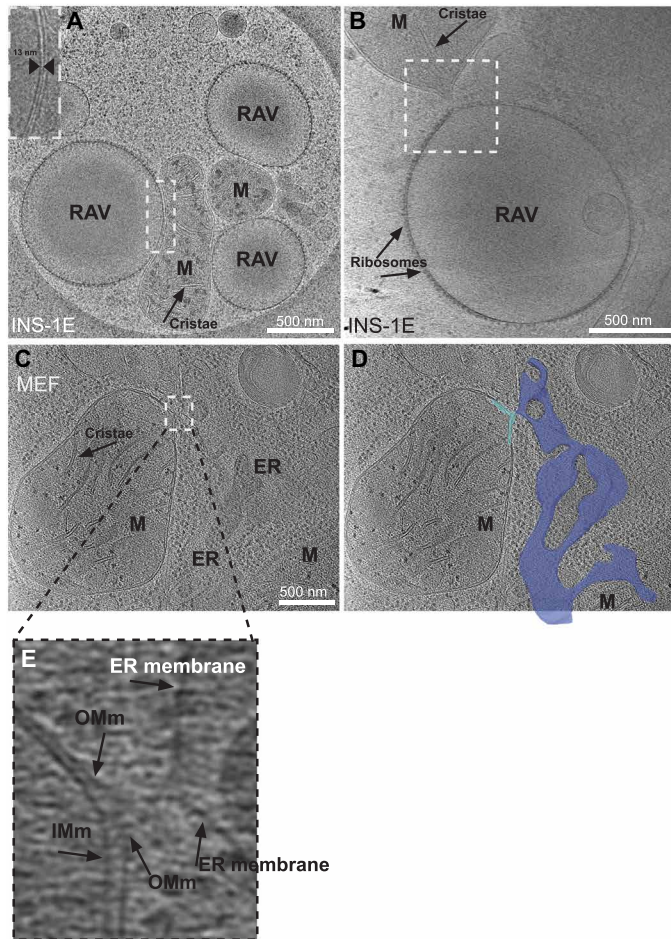 A
13 nm
RAV
RAV
M
RAV
M
Cristae
INS-1E
500 nm
B
M
Cristae
RAV
Ribosomes
INS-1E
500 nm
C
MEF
Cristae
ER
M
ER
M
500 nm
D
M
M
E
ER membrane
OMm
IMm
OMm
ER membrane